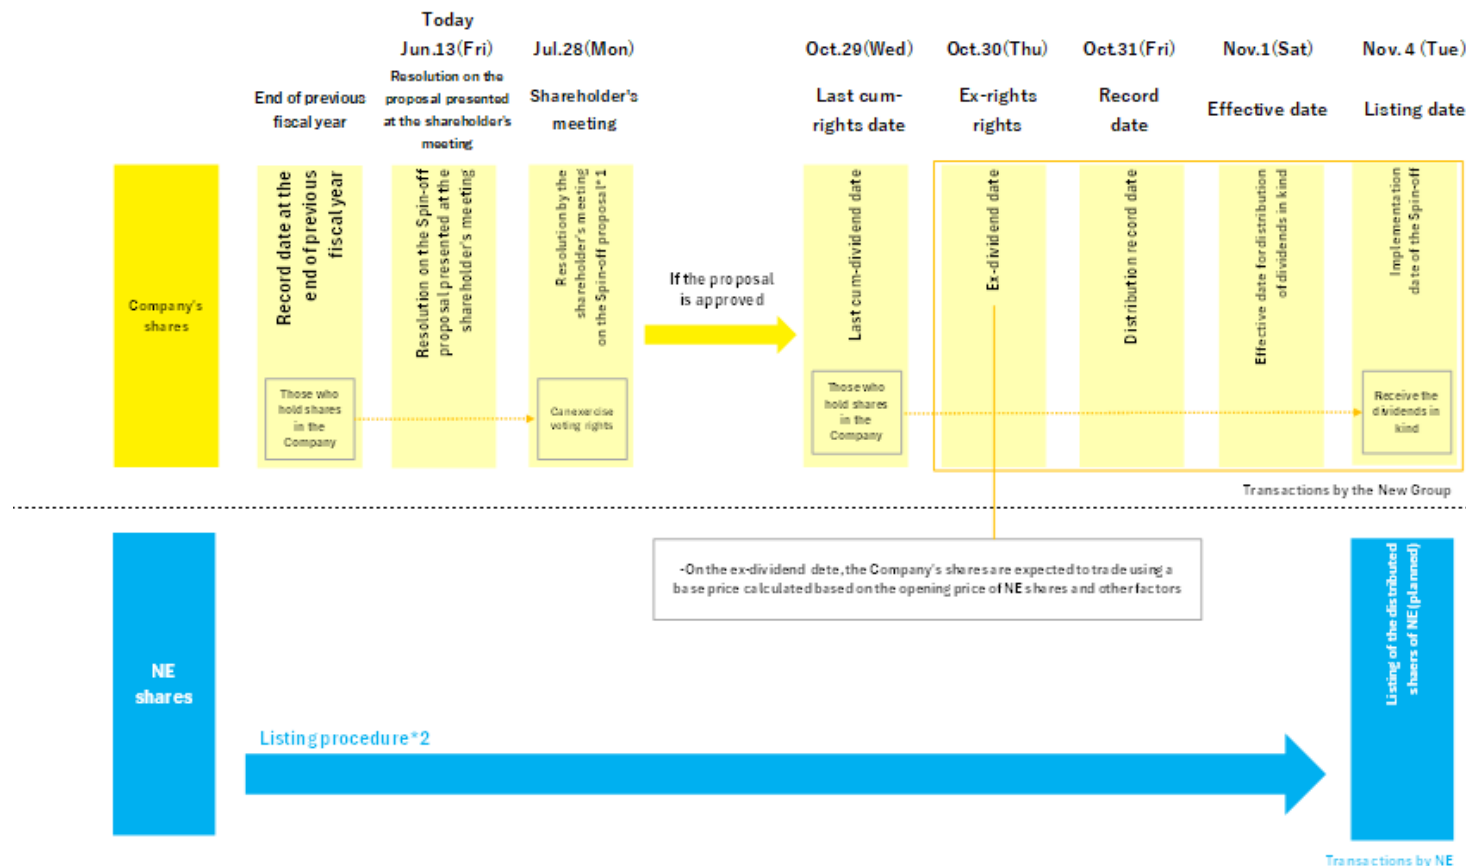 Today
Jun.13(Fri)
Jul.28(Mon)
Oct.29(Wed)
Oct.30(Thu)
Oct.31(Fri)
Nov.1(Sat)
Nov. 4 (Tue)
End of previous
fiscal year
Resolution on the
proposal presented
at the shareholder's
meeting
Shareholder's
meeting
Last cum-
rights date
Ex-rights
rights
Record
date
Effective date
Listing date
Company's
shares
Record date at the
end of previous
fiscal year
Resolution on the Spin-off
proposal presented at the
shareholder's meeting
Resolution by the
shareholder's meeting
on the Spin-off proposal*1
If the proposal
is approved
Last cum-dividend date
Ex-dividend date
Distribution record date
Effective date for distribution
of dividends in kind
Implementation
date of the Spin-off
Those who
hold shares
in the
Company
Can exercise
voting rights
Those who
hold shares
in the
Company
Receive the
dividends in
kind
Transactions by the New Group
-On the ex-dividend dete, the Company's shares are expected to trade using a
base price calculated based on the opening price of NE shares and other factors
NE
shares
Listing procedure*2
Listing of the distributed
shaers of NE(planned)
Transactions by NE